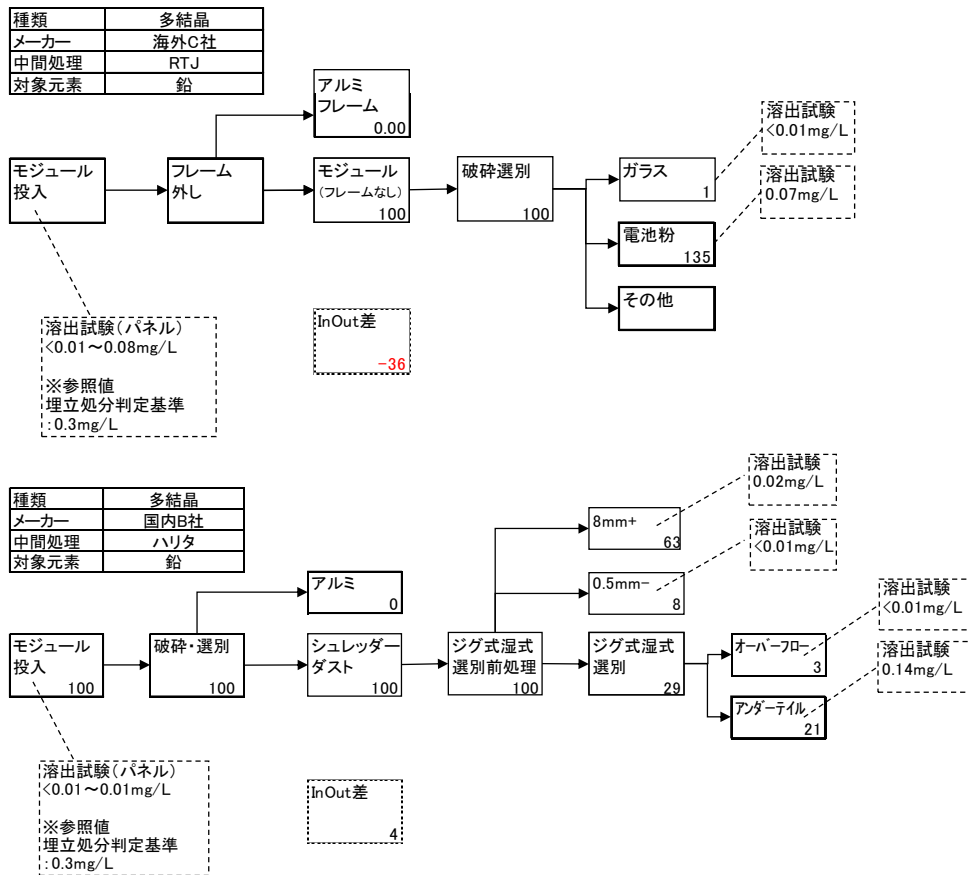 種類 多結晶
メーカー 海外C社
中間処理 RTJ
対象元素 鉛
アルミ
フレーム
0.00
溶出試験
<0.01mg/L
モジュール
投入
フレーム
外し
モジュール
(フレームなし)
100
破砕選別
100
ガラス
1
溶出試験
0.07mg/L
電池粉
135
その他
溶出試験(パネル)
<0.01～0.08mg/L
※参照値
埋立処分判定基準
:0.3mg/L
InOut差
-36
種類 多結晶
メーカー 国内B社
中間処理 ハリタ
対象元素 鉛
溶出試験
0.02mg/L
8mm+
63
溶出試験
<0.01mg/L
アルミ
0
0.5mm-
8
溶出試験
<0.01mg/L
モジュール
投入
100
破砕・選別
100
シュレッダー
ダスト
100
ジグ式湿式
選別前処理
100
ジグ式湿式
選別
29
オーバーフロー
3
溶出試験
0.14mg/L
アンダーテイル
21
溶出試験(パネル)
<0.01～0.01mg/L
※参照値
埋立処分判定基準
:0.3mg/L
InOut差
4